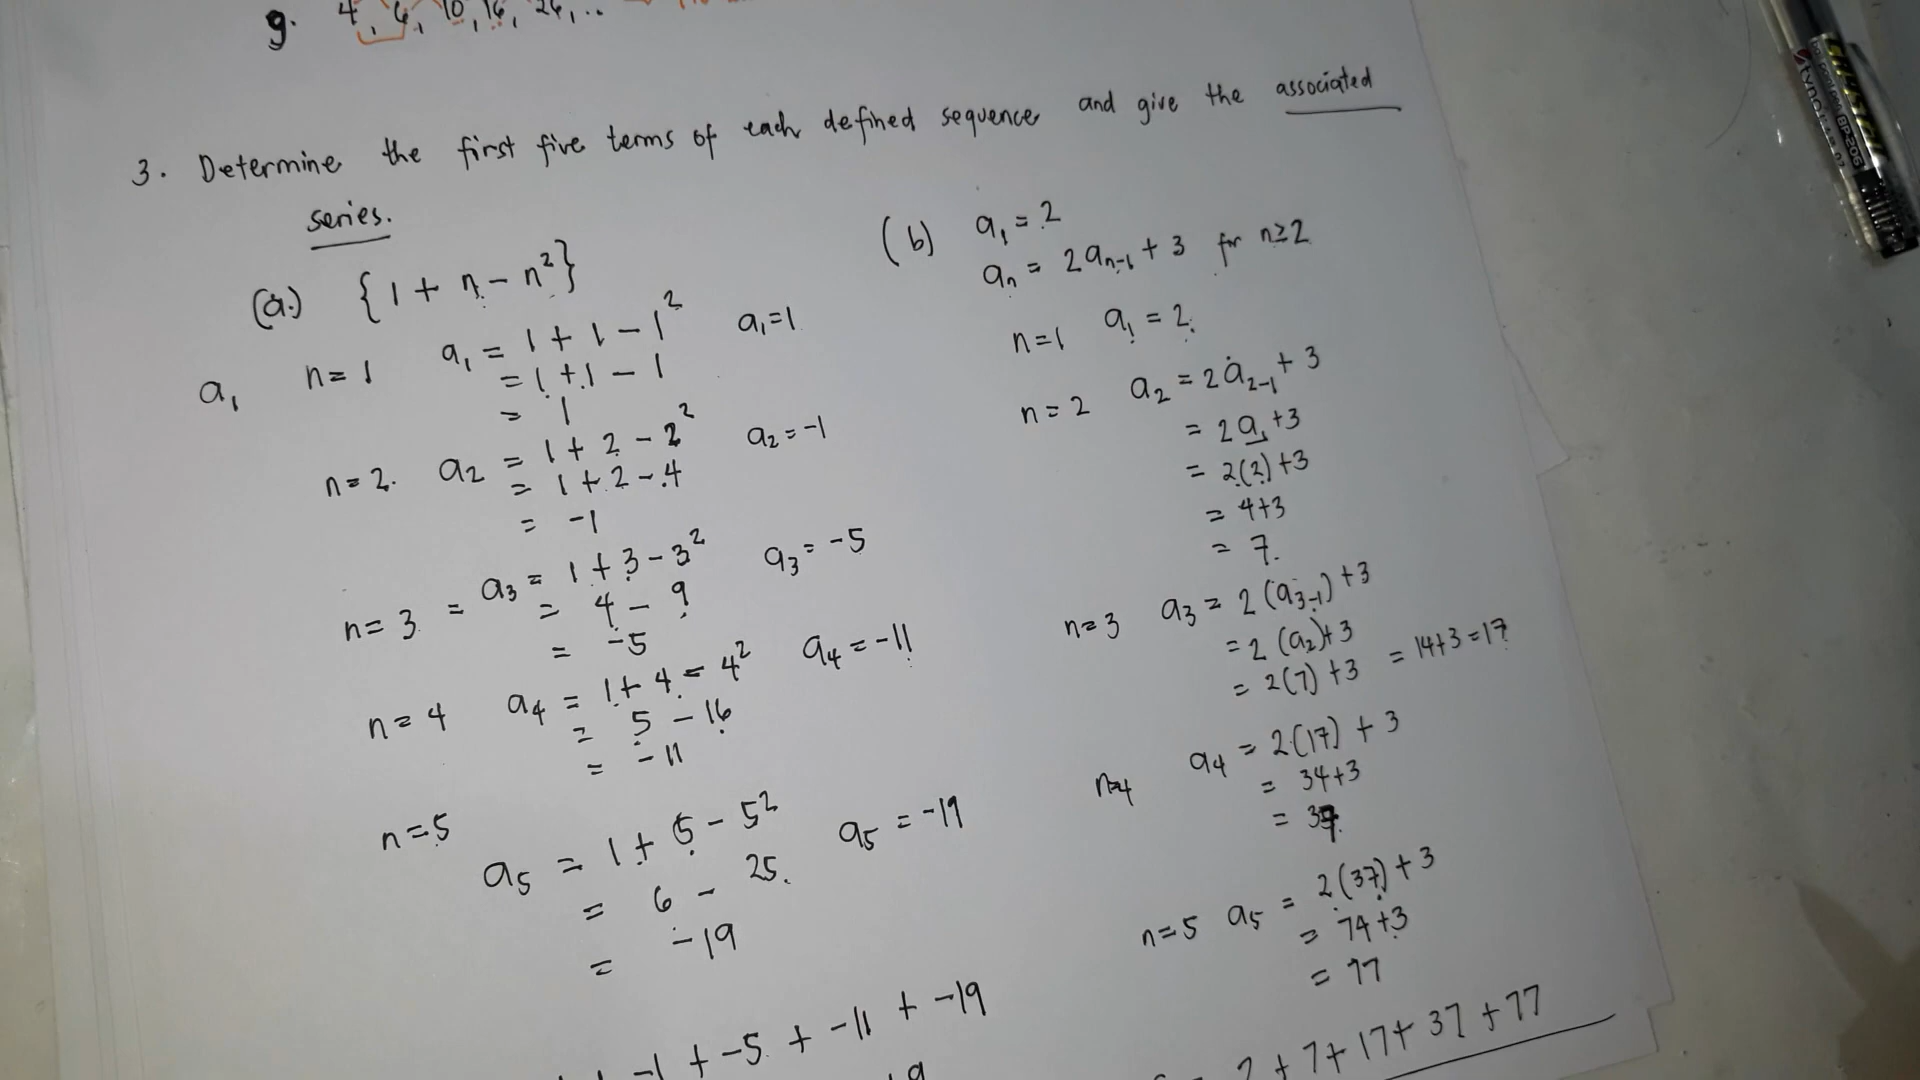 g. 4, 6, 10, 16, 26, ..
3. Determine the first five terms of each defined sequence and give the associated
series.
(a.) {1 + n - n²}
a₁ n = 1 a₁ = 1 + 1 - 1² a₁ = 1
= 1 + 1 - 1
= 1
n = 2. a₂ = 1 + 2 - 2² a₂ = -1
= 1 + 2 - 4
= -1
n = 3 = a₃ = 1 + 3 - 3² a₃ = -5
= 4 - 9
= -5
n = 4 a₄ = 1 + 4 - 4² a₄ = -11
= 5 - 16
= -11
n = 5 a₅ = 1 + 5 - 5² a₅ = -19
= 6 - 25.
= -19
-1 + -5 + -11 + -19
(b) a₁ = 2
aₙ = 2aₙ₋₁ + 3 for n ≥ 2
n = 1 a₁ = 2
n = 2 a₂ = 2a₂₋₁ + 3
= 2a₁ + 3
= 2(2) + 3
= 4+3
= 7.
n = 3 a₃ = 2(a₃₋₁) + 3
= 2(a₂) + 3
= 2(7) + 3 = 14+3 = 17
n=4 a₄ = 2(17) + 3
= 34+3
= 37
n = 5 a₅ = 2(37) + 3
= 74+3
= 77
2 + 7 + 17 + 37 + 77